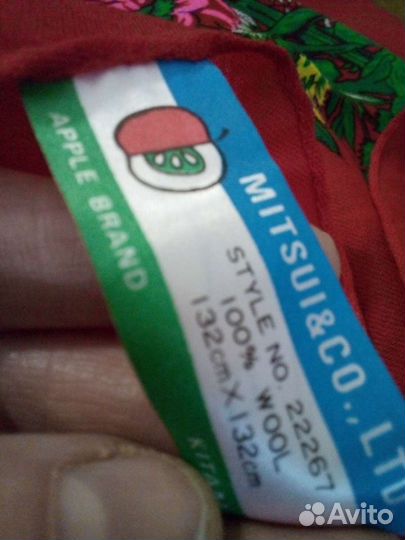 APPLE BRAND
MITSUI&CO., LTD
STYLE NO. 22267
100% WOOL
132cm X 132cm
Avito